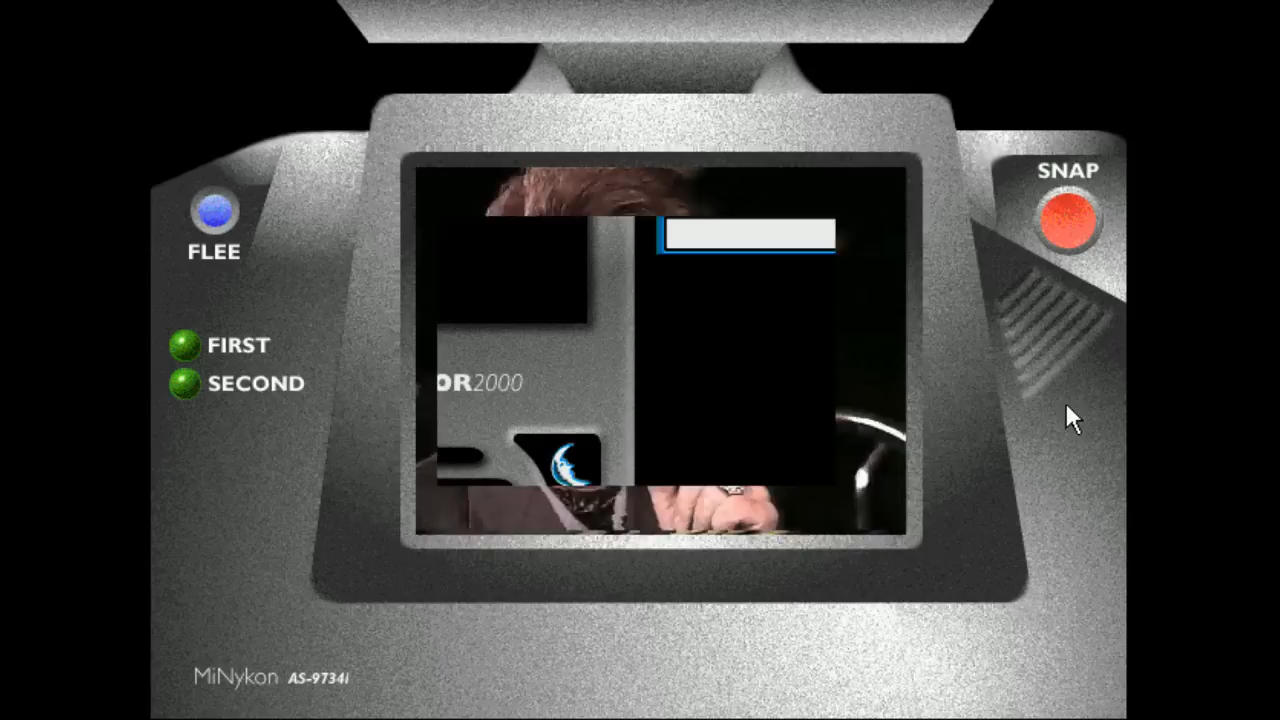 SNAP
FLEE
FIRST
SECOND
OR2000
MiNykon AS-9734i